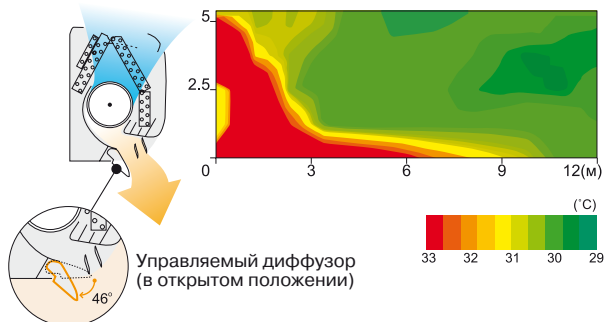 5
2.5
0
3
6
9
12(м)
(˚C)
33 32 31 30 29
Управляемый диффузор
(в открытом положении)
46°